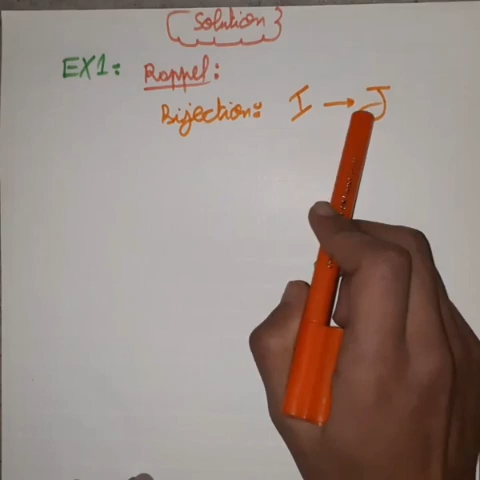 Solution
EX1: Rappel:
Bijection: I → J